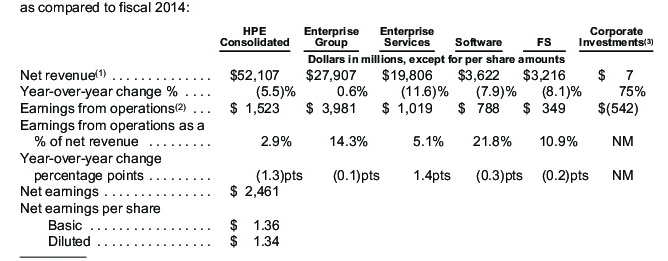 as compared to fiscal 2014:
HPE Consolidated Enterprise Group Enterprise Services Software FS Corporate Investments(3)
Dollars in millions, except for per share amounts
Net revenue(1) . . . . . . . . . . . . . . $52,107 $27,907 $19,806 $3,622 $3,216 $ 7
Year-over-year change % . . . . (5.5)% 0.6% (11.6)% (7.9)% (8.1)% 75%
Earnings from operations(2) . . . $ 1,523 $ 3,981 $ 1,019 $ 788 $ 349 $(542)
Earnings from operations as a
% of net revenue . . . . . . . . . 2.9% 14.3% 5.1% 21.8% 10.9% NM
Year-over-year change
percentage points . . . . . . . . . (1.3)pts (0.1)pts 1.4pts (0.3)pts (0.2)pts NM
Net earnings . . . . . . . . . . . . . . . $ 2,461
Net earnings per share
Basic . . . . . . . . . . . . . . . . . $ 1.36
Diluted . . . . . . . . . . . . . . . . $ 1.34